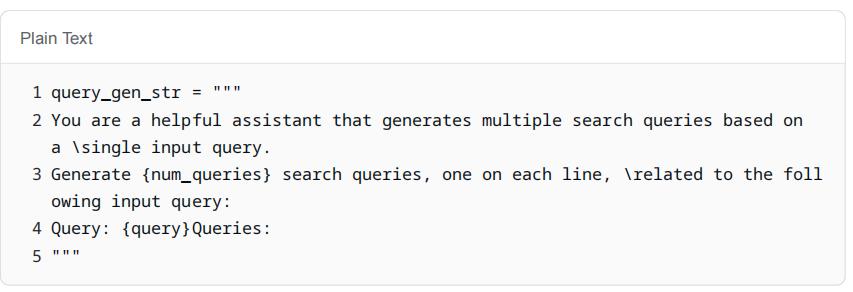 Plain Text
1 query_gen_str = """
2 You are a helpful assistant that generates multiple search queries based on
a \single input query.
3 Generate {num_queries} search queries, one on each line, \related to the foll
owing input query:
4 Query: {query}Queries:
5 """